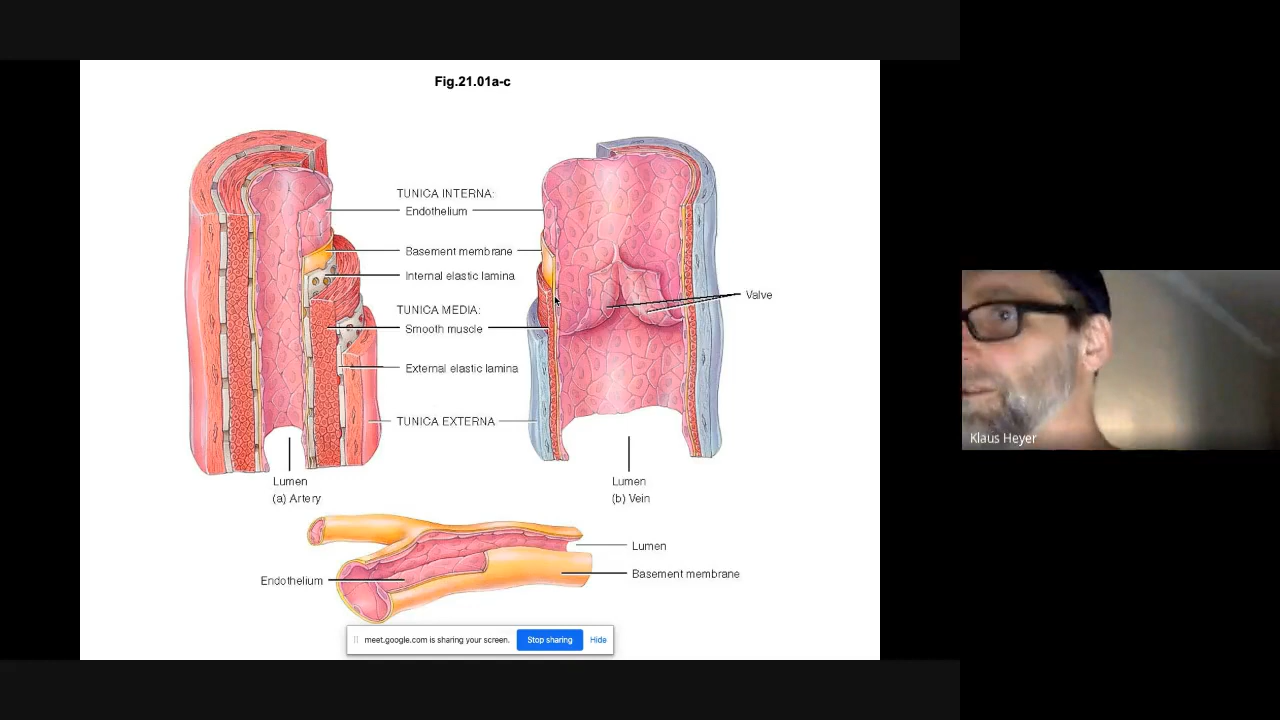 Fig.21.01a-c
TUNICA INTERNA:
Endothelium
Basement membrane
Internal elastic lamina
TUNICA MEDIA:
Smooth muscle
External elastic lamina
TUNICA EXTERNA
Valve
Lumen
(a) Artery
Lumen
(b) Vein
Lumen
Endothelium
Basement membrane
meet.google.com is sharing your screen. Stop sharing Hide
Klaus Heyer